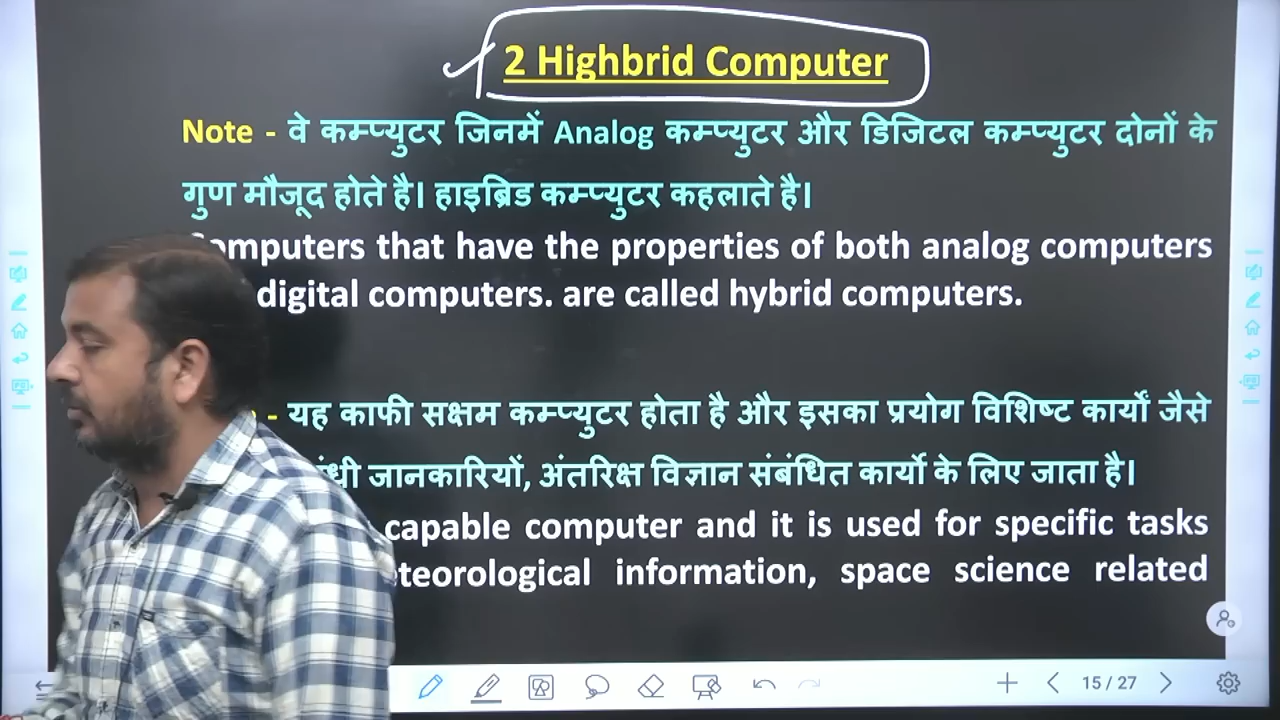 2 Highbrid Computer
Note - वे कम्प्युटर जिनमें Analog कम्प्युटर और डिजिटल कम्प्युटर दोनों के
गुण मौजूद होते है। हाइब्रिड कम्प्युटर कहलाते है।
Computers that have the properties of both analog computers
digital computers. are called hybrid computers.
- यह काफी सक्षम कम्प्युटर होता है और इसका प्रयोग विशिष्ट कार्यों जैसे
जानकारियों, अंतरिक्ष विज्ञान संबंधित कार्यो के लिए जाता है।
capable computer and it is used for specific tasks
information, space science related
15 / 27